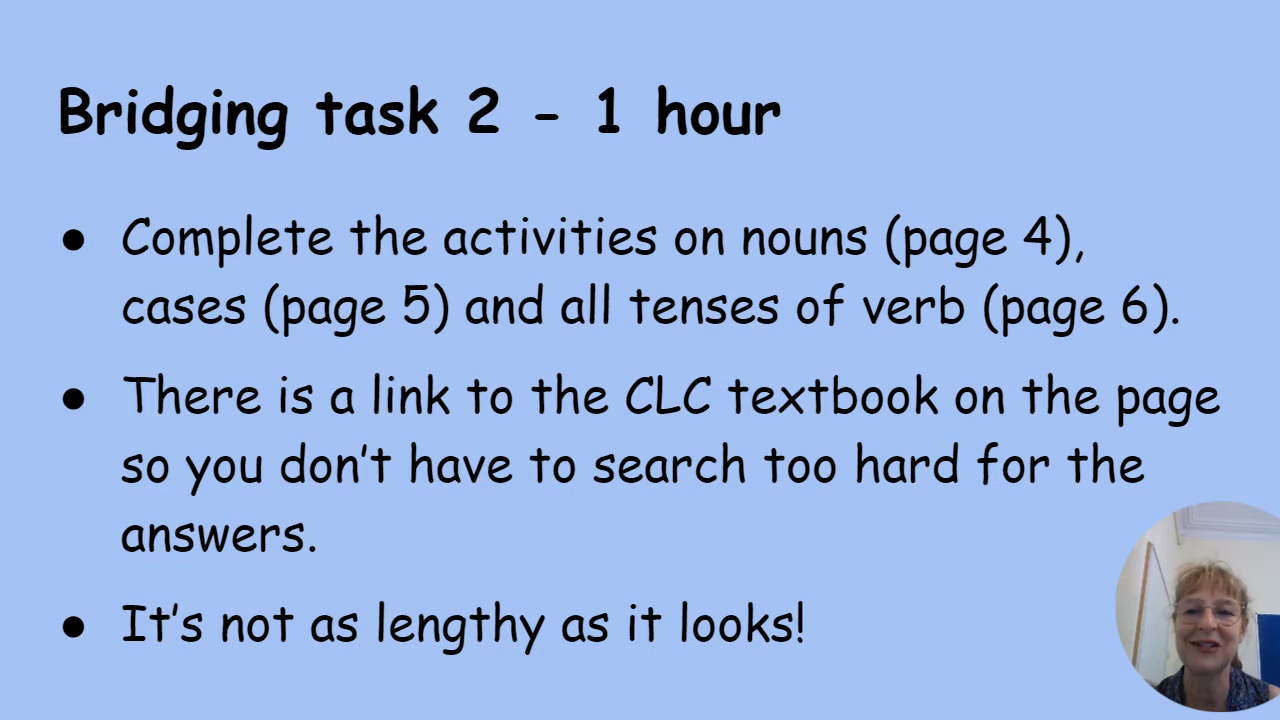 Bridging task 2 - 1 hour
● Complete the activities on nouns (page 4),
cases (page 5) and all tenses of verb (page 6).
● There is a link to the CLC textbook on the page
so you don’t have to search too hard for the
answers.
● It’s not as lengthy as it looks!